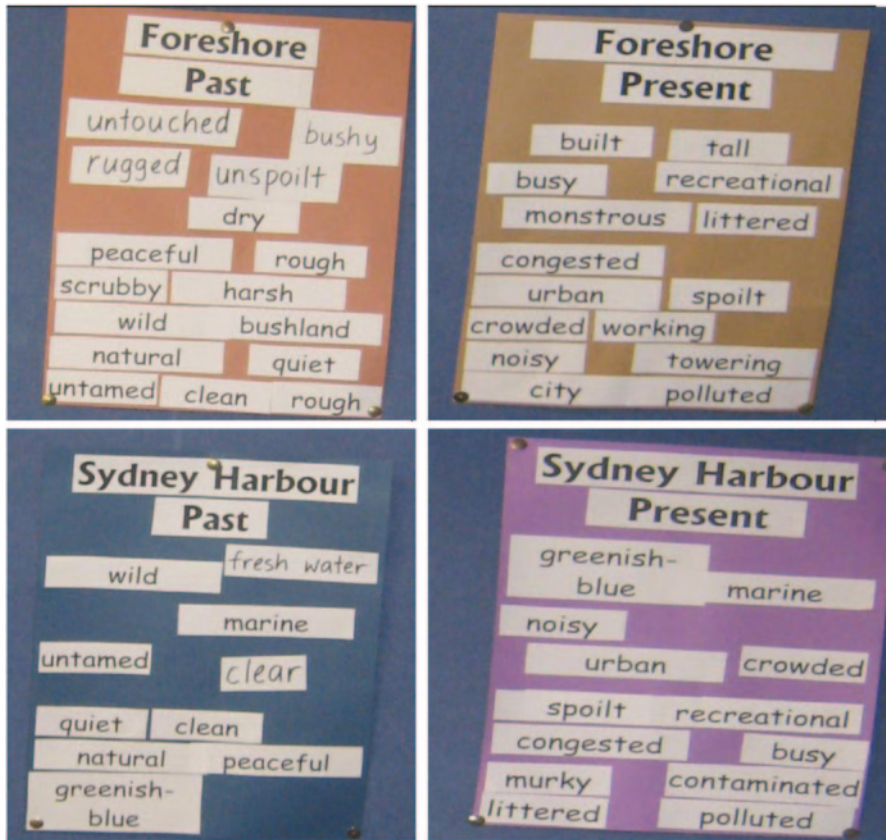 Foreshore
Past
untouched
bushy
rugged
unspoilt
dry
peaceful rough
scrubby harsh
wild bushland
natural quiet
untamed clean rough
Foreshore
Present
built tall
busy recreational
monstrous littered
congested
urban spoilt
crowded working
noisy towering
city polluted
Sydney Harbour
Past
wild fresh water
marine
untamed clear
quiet clean
natural peaceful
greenish-
blue
Sydney Harbour
Present
greenish-
blue marine
noisy
urban crowded
spoilt recreational
congested busy
murky contaminated
littered polluted